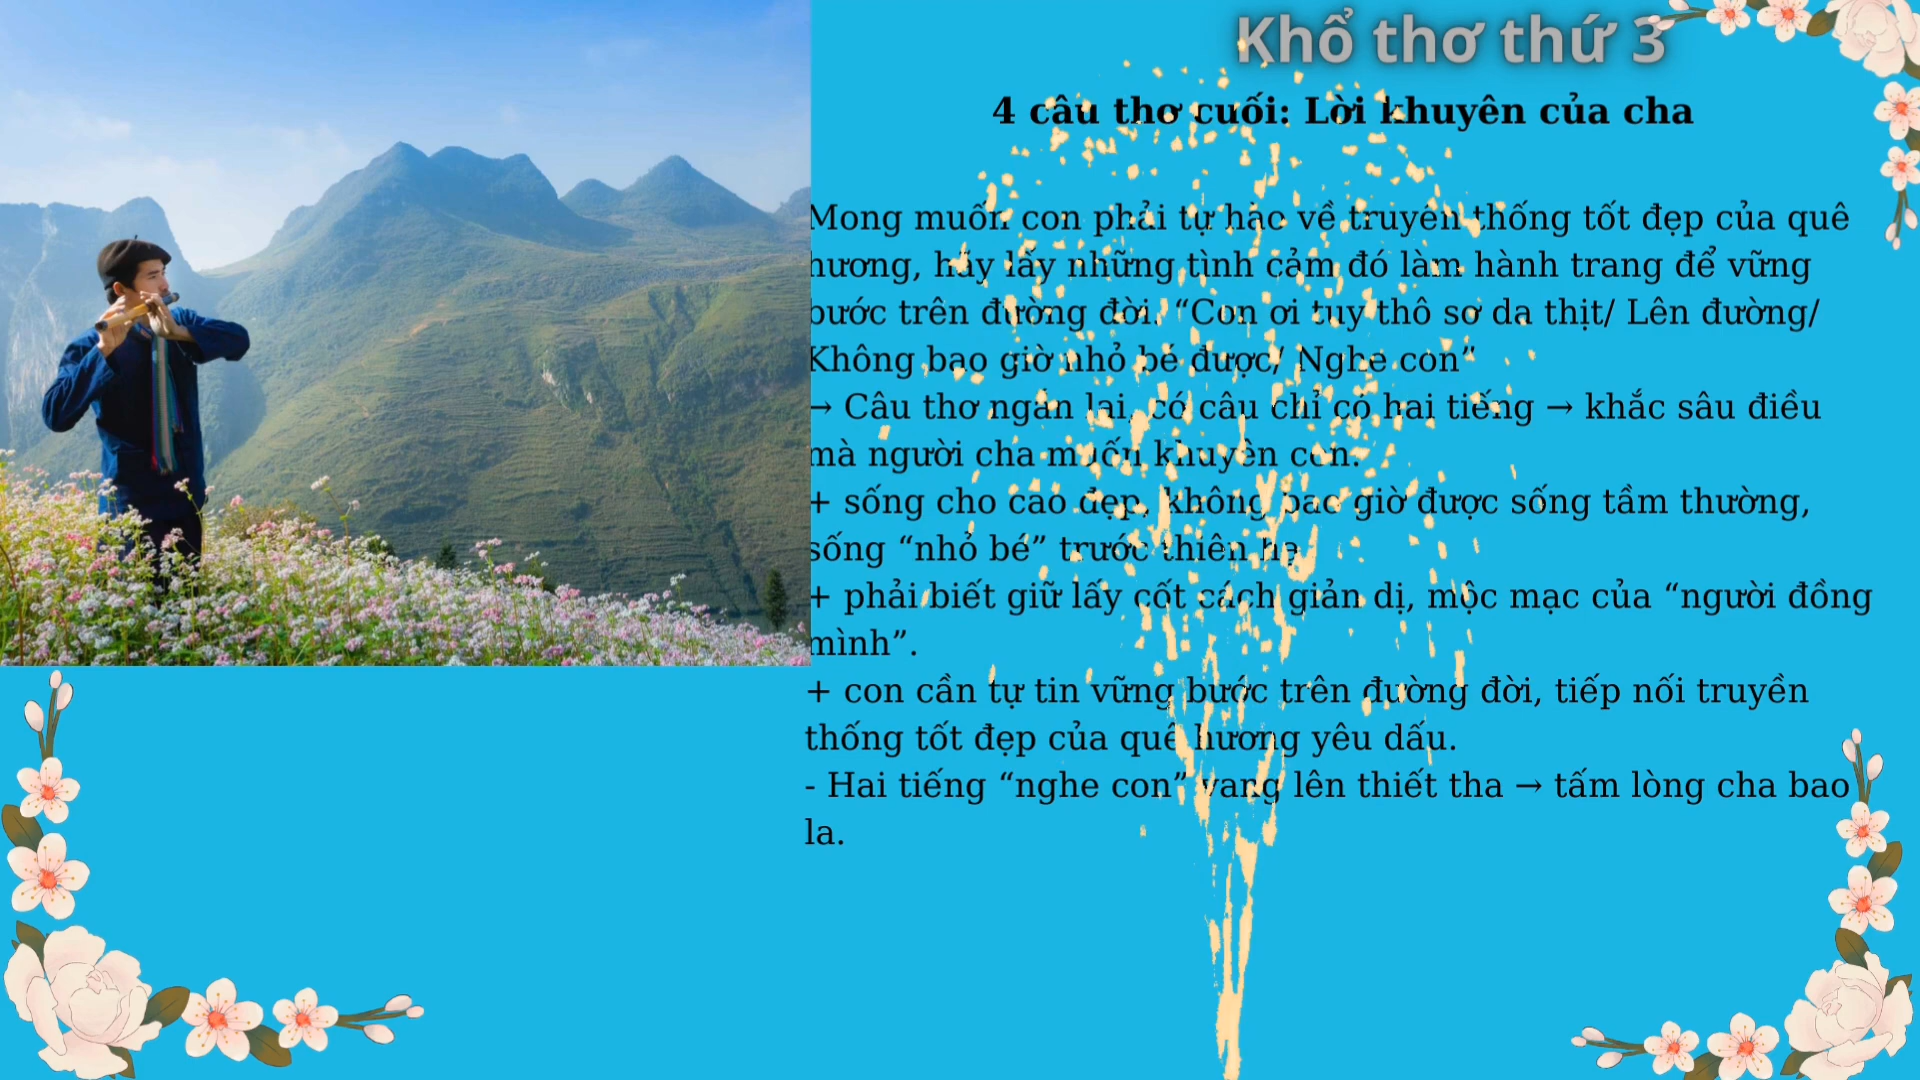 Khổ thơ thứ 3
4 câu thơ cuối: Lời khuyên của cha
Mong muốn con phải tự hào về truyền thống tốt đẹp của quê
hương, hãy lấy những tình cảm đó làm hành trang để vững
bước trên đường đời. “Con ơi tuy thô sơ da thịt/ Lên đường/
Không bao giờ nhỏ bé được/ Nghe con”
→ Câu thơ ngắn lại, có câu chỉ có hai tiếng → khắc sâu điều
mà người cha muốn khuyên con:
+ sống cho cao đẹp, không bao giờ được sống tầm thường,
sống “nhỏ bé” trước thiên hạ
+ phải biết giữ lấy cốt cách giản dị, mộc mạc của “người đồng
mình”.
+ con cần tự tin vững bước trên đường đời, tiếp nối truyền
thống tốt đẹp của quê hương yêu dấu.
- Hai tiếng “nghe con” vang lên thiết tha → tấm lòng cha bao
la.